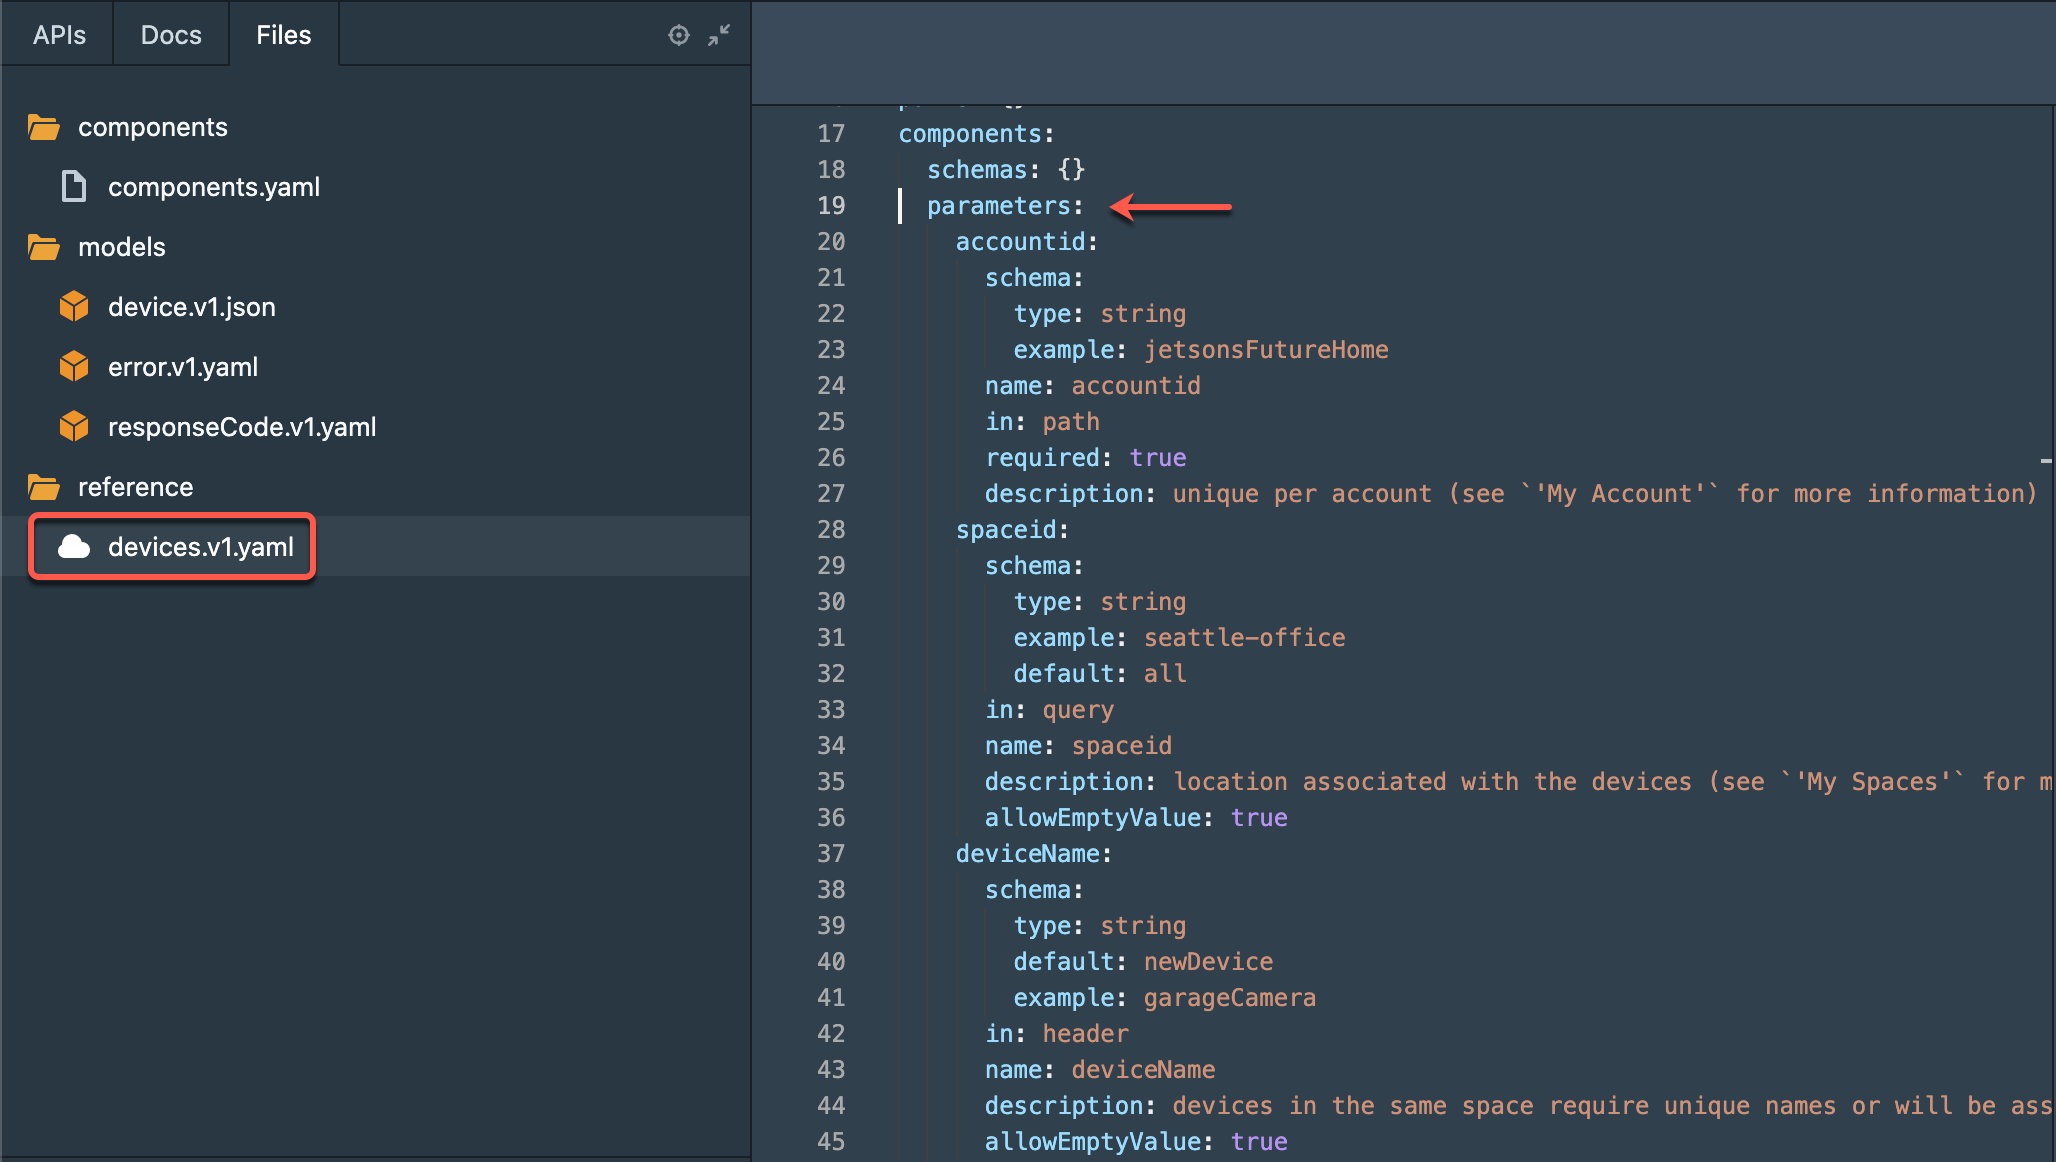 APIs Docs Files
components
components.yaml
models
device.v1.json
error.v1.yaml
responseCode.v1.yaml
reference
devices.v1.yaml
17 components:
18 schemas: {}
19 parameters:
20 accountid:
21 schema:
22 type: string
23 example: jetsonsFutureHome
24 name: accountid
25 in: path
26 required: true
27 description: unique per account (see `'My Account'` for more information)
28 spaceid:
29 schema:
30 type: string
31 example: seattle-office
32 default: all
33 in: query
34 name: spaceid
35 description: location associated with the devices (see `'My Spaces'` for m
36 allowEmptyValue: true
37 deviceName:
38 schema:
39 type: string
40 default: newDevice
41 example: garageCamera
42 in: header
43 name: deviceName
44 description: devices in the same space require unique names or will be ass
45 allowEmptyValue: true